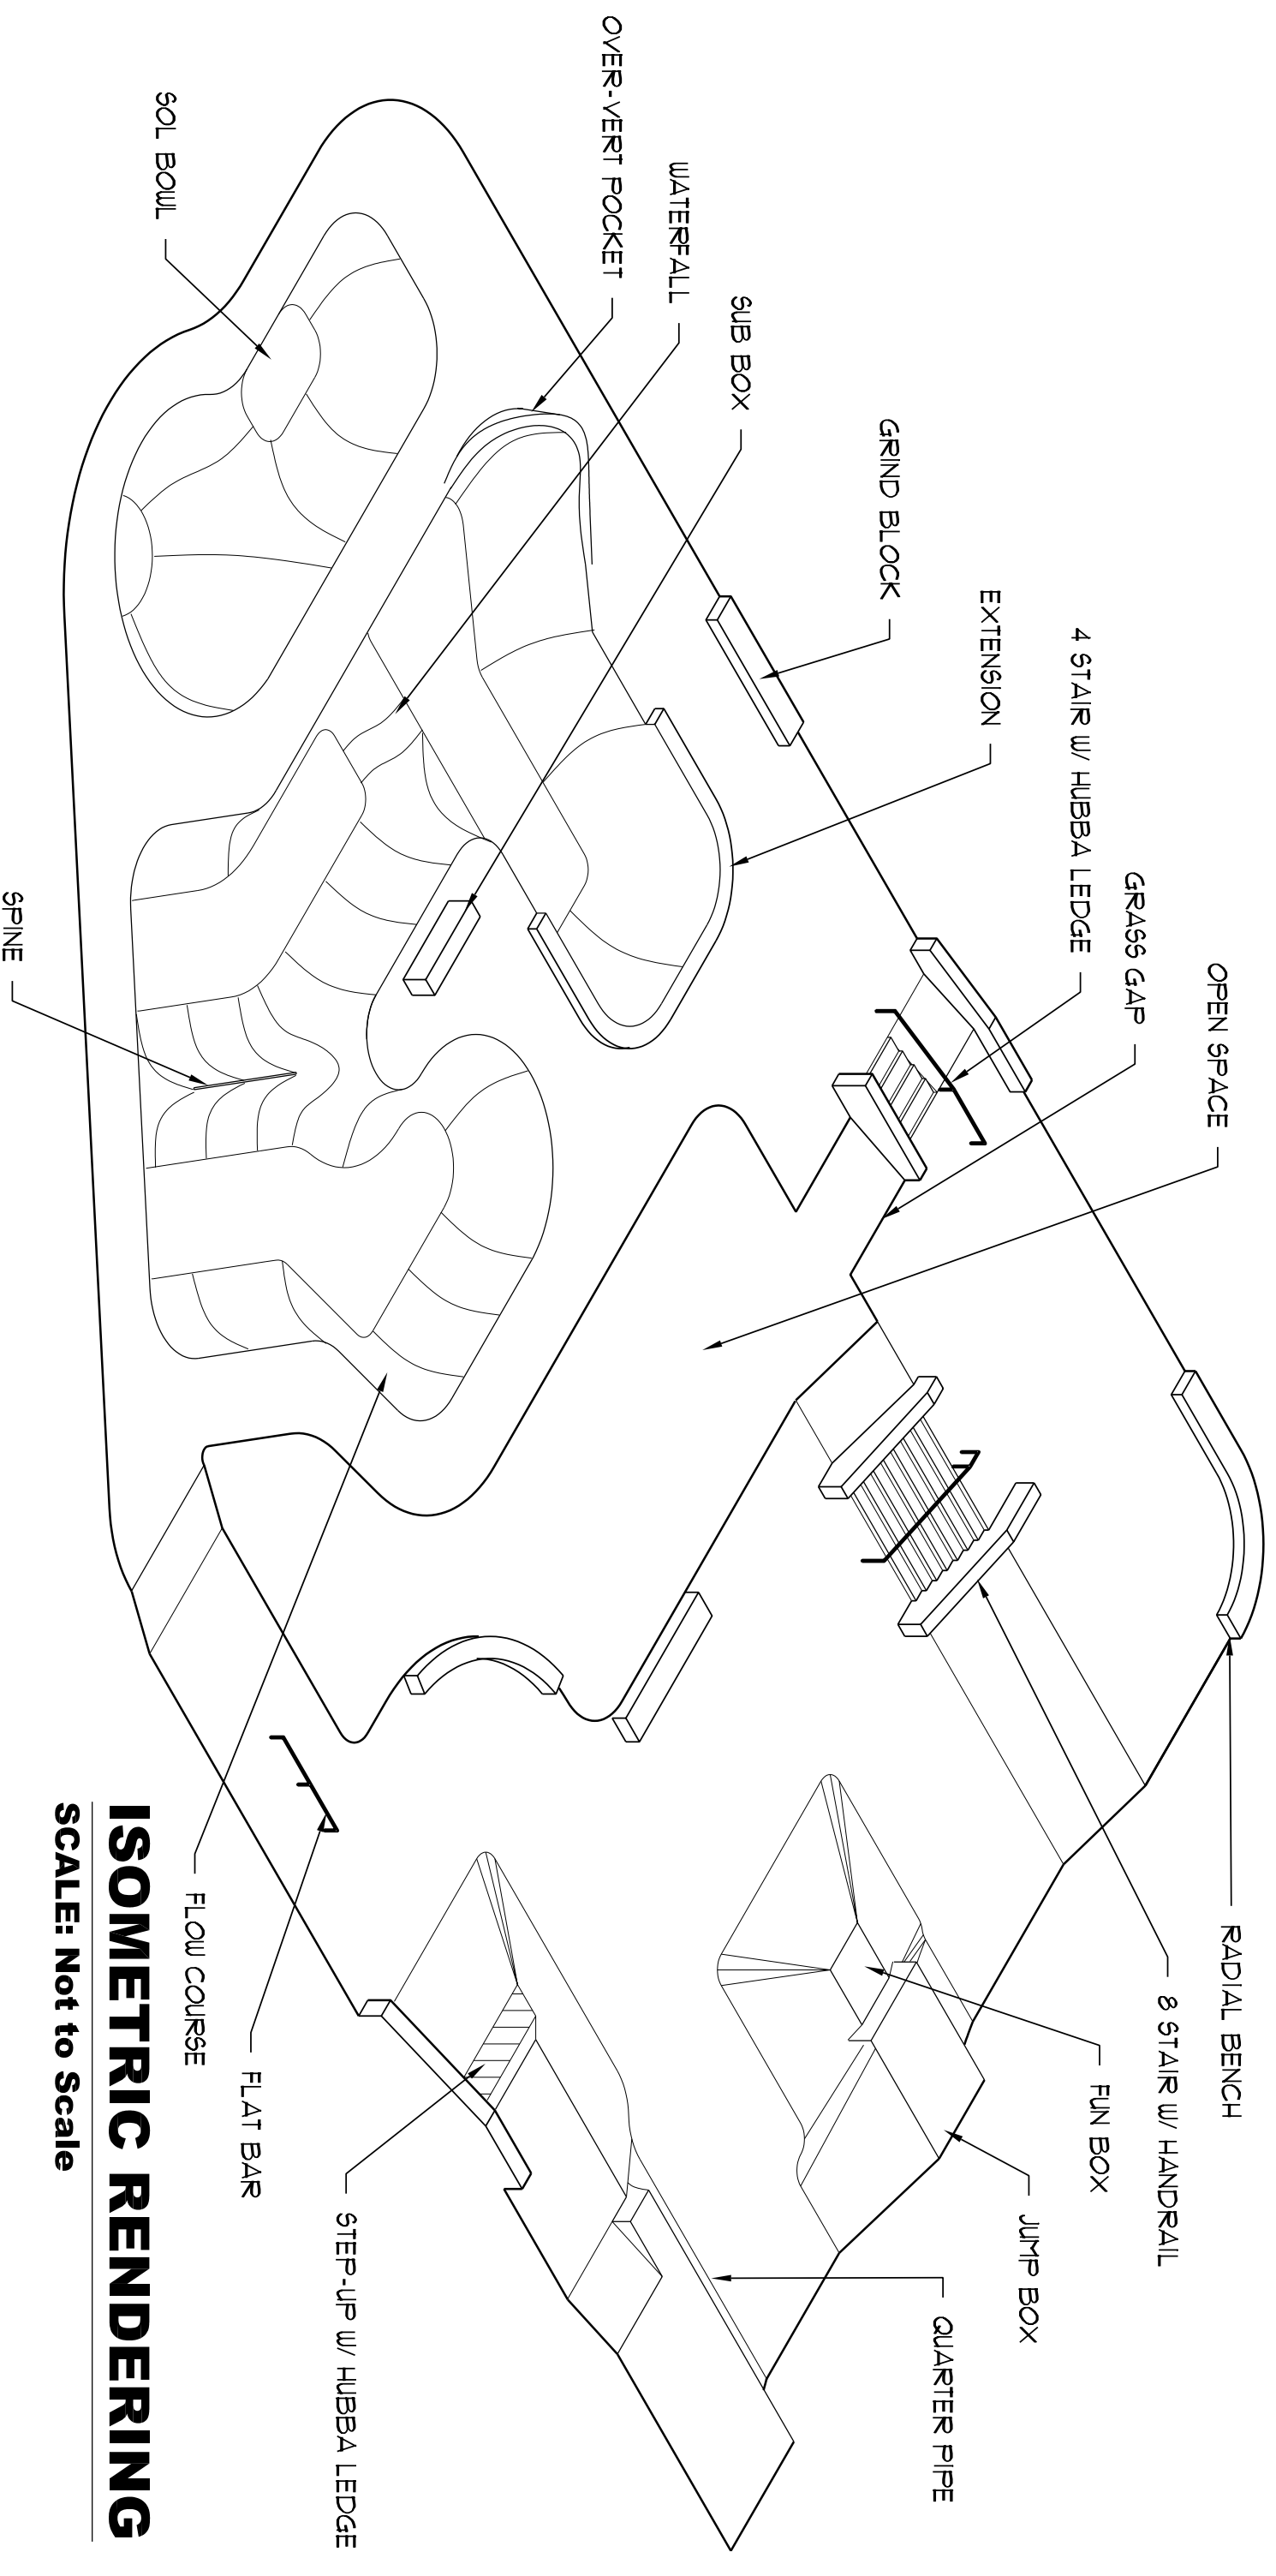 OVER-VERT POCKET
WATERFALL
SUB BOX
GRIND BLOCK
EXTENSION
4 STAIR W/ HUBBA LEDGE
GRASS GAP
OPEN SPACE
RADIAL BENCH
8 STAIR W/ HANDRAIL
FUN BOX
JUMP BOX
QUARTER PIPE
SOL BOWL
SPINE
FLOW COURSE
FLAT BAR
STEP-UP W/ HUBBA LEDGE
ISOMETRIC RENDERING
SCALE: Not to Scale